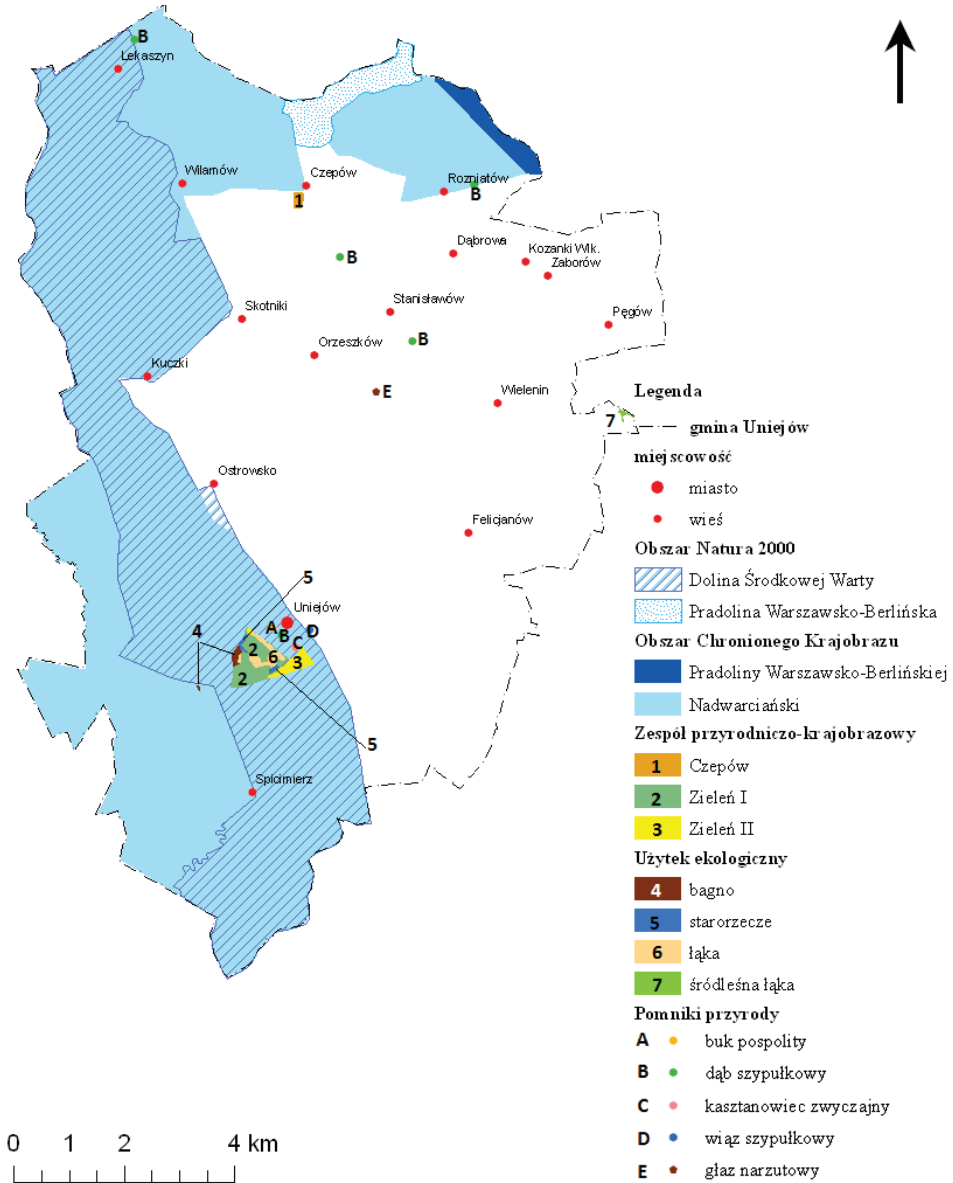 B
Lekaszyn
Wilamów
Czepów
1
Rozniatów
B
Dąbrowa
Kozanki Wlk.
Zaborów
B
Skotniki
Stanisławów
Pęgów
Orzeszków
B
Kuczki
E
Wielenin
7
Ostrowsko
Felicjanów
5
Uniejów
4
A
B
D
2
C
6
3
2
5
Spicimierz
0 1 2 4 km
Legenda
gmina Uniejów
miejscowość
miasto
wieś
Obszar Natura 2000
Dolina Środkowej Warty
Pradolina Warszawsko-Berlińska
Obszar Chronionego Krajobrazu
Pradoliny Warszawsko-Berlińskiej
Nadwarciański
Zespół przyrodniczo-krajobrazowy
1 Czepów
2 Zieleń I
3 Zieleń II
Użytek ekologiczny
4 bagno
5 starorzecze
6 łąka
7 śródleśna łąka
Pomniki przyrody
A buk pospolity
B dąb szypułkowy
C kasztanowiec zwyczajny
D wiąz szypułkowy
E głaz narzutowy